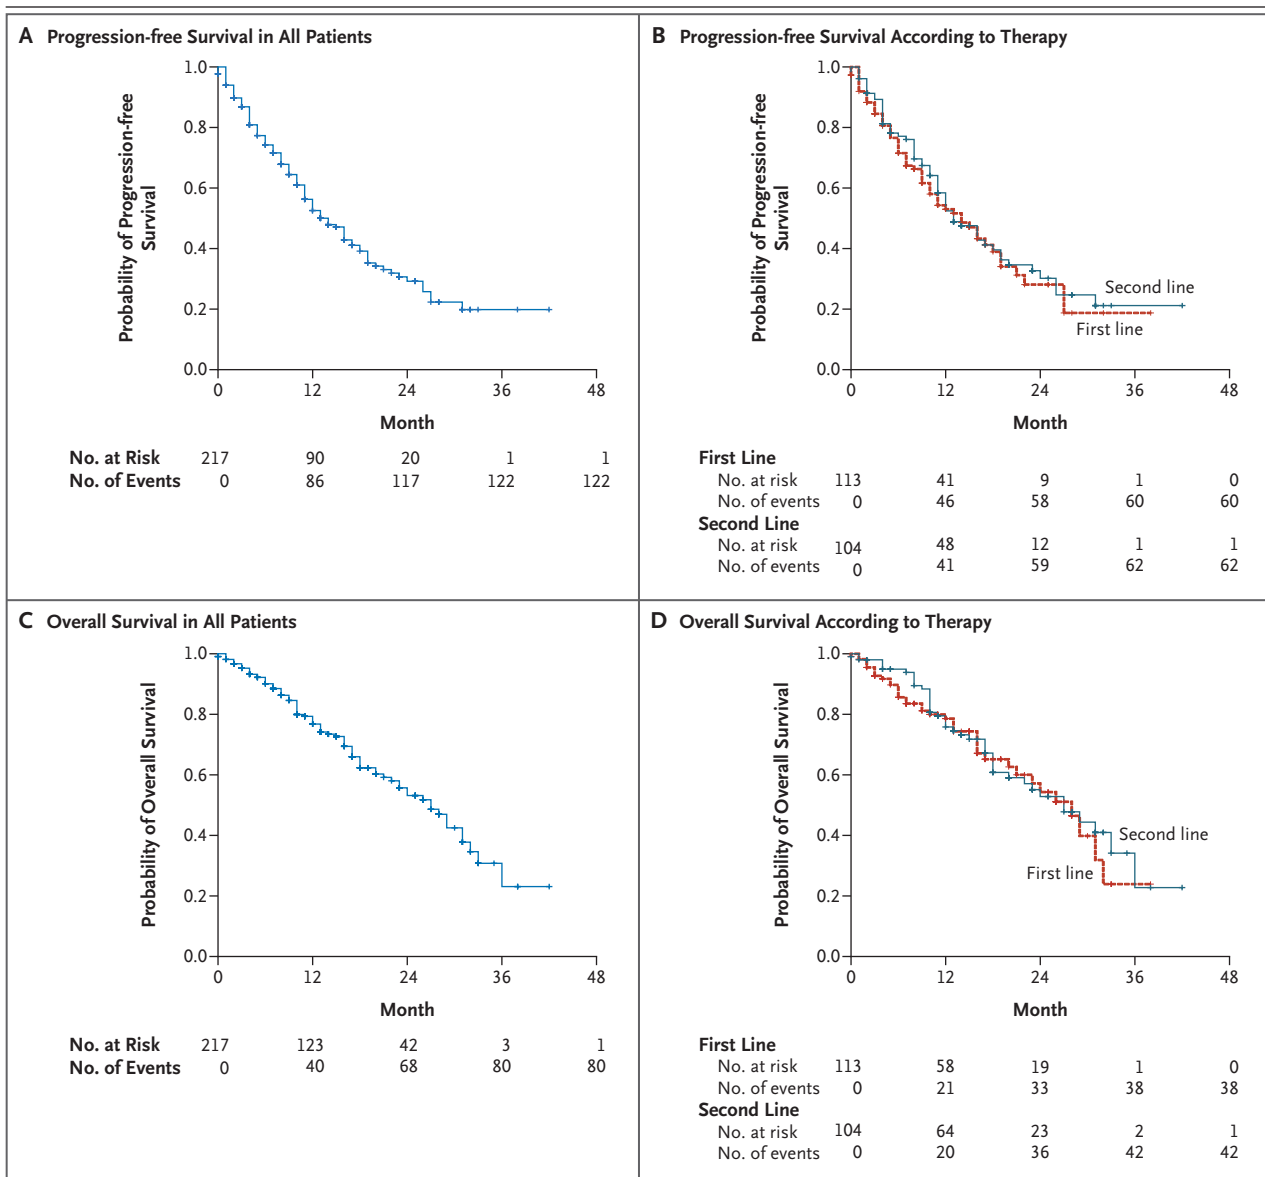 A Progression-free Survival in All Patients
Probability of Progression-free
Survival
1.0
0.8
0.6
0.4
0.2
0.0
0 12 24 36 48
Month
No. at Risk 217 90 20 1 1
No. of Events 0 86 117 122 122
B Progression-free Survival According to Therapy
Probability of Progression-free
Survival
1.0
0.8
0.6
0.4
0.2
0.0
Second line
First line
0 12 24 36 48
Month
First Line
No. at risk 113 41 9 1 0
No. of events 0 46 58 60 60
Second Line
No. at risk 104 48 12 1 1
No. of events 0 41 59 62 62
C Overall Survival in All Patients
Probability of Overall Survival
1.0
0.8
0.6
0.4
0.2
0.0
0 12 24 36 48
Month
No. at Risk 217 123 42 3 1
No. of Events 0 40 68 80 80
D Overall Survival According to Therapy
Probability of Overall Survival
1.0
0.8
0.6
0.4
0.2
0.0
Second line
First line
0 12 24 36 48
Month
First Line
No. at risk 113 58 19 1 0
No. of events 0 21 33 38 38
Second Line
No. at risk 104 64 23 2 1
No. of events 0 20 36 42 42